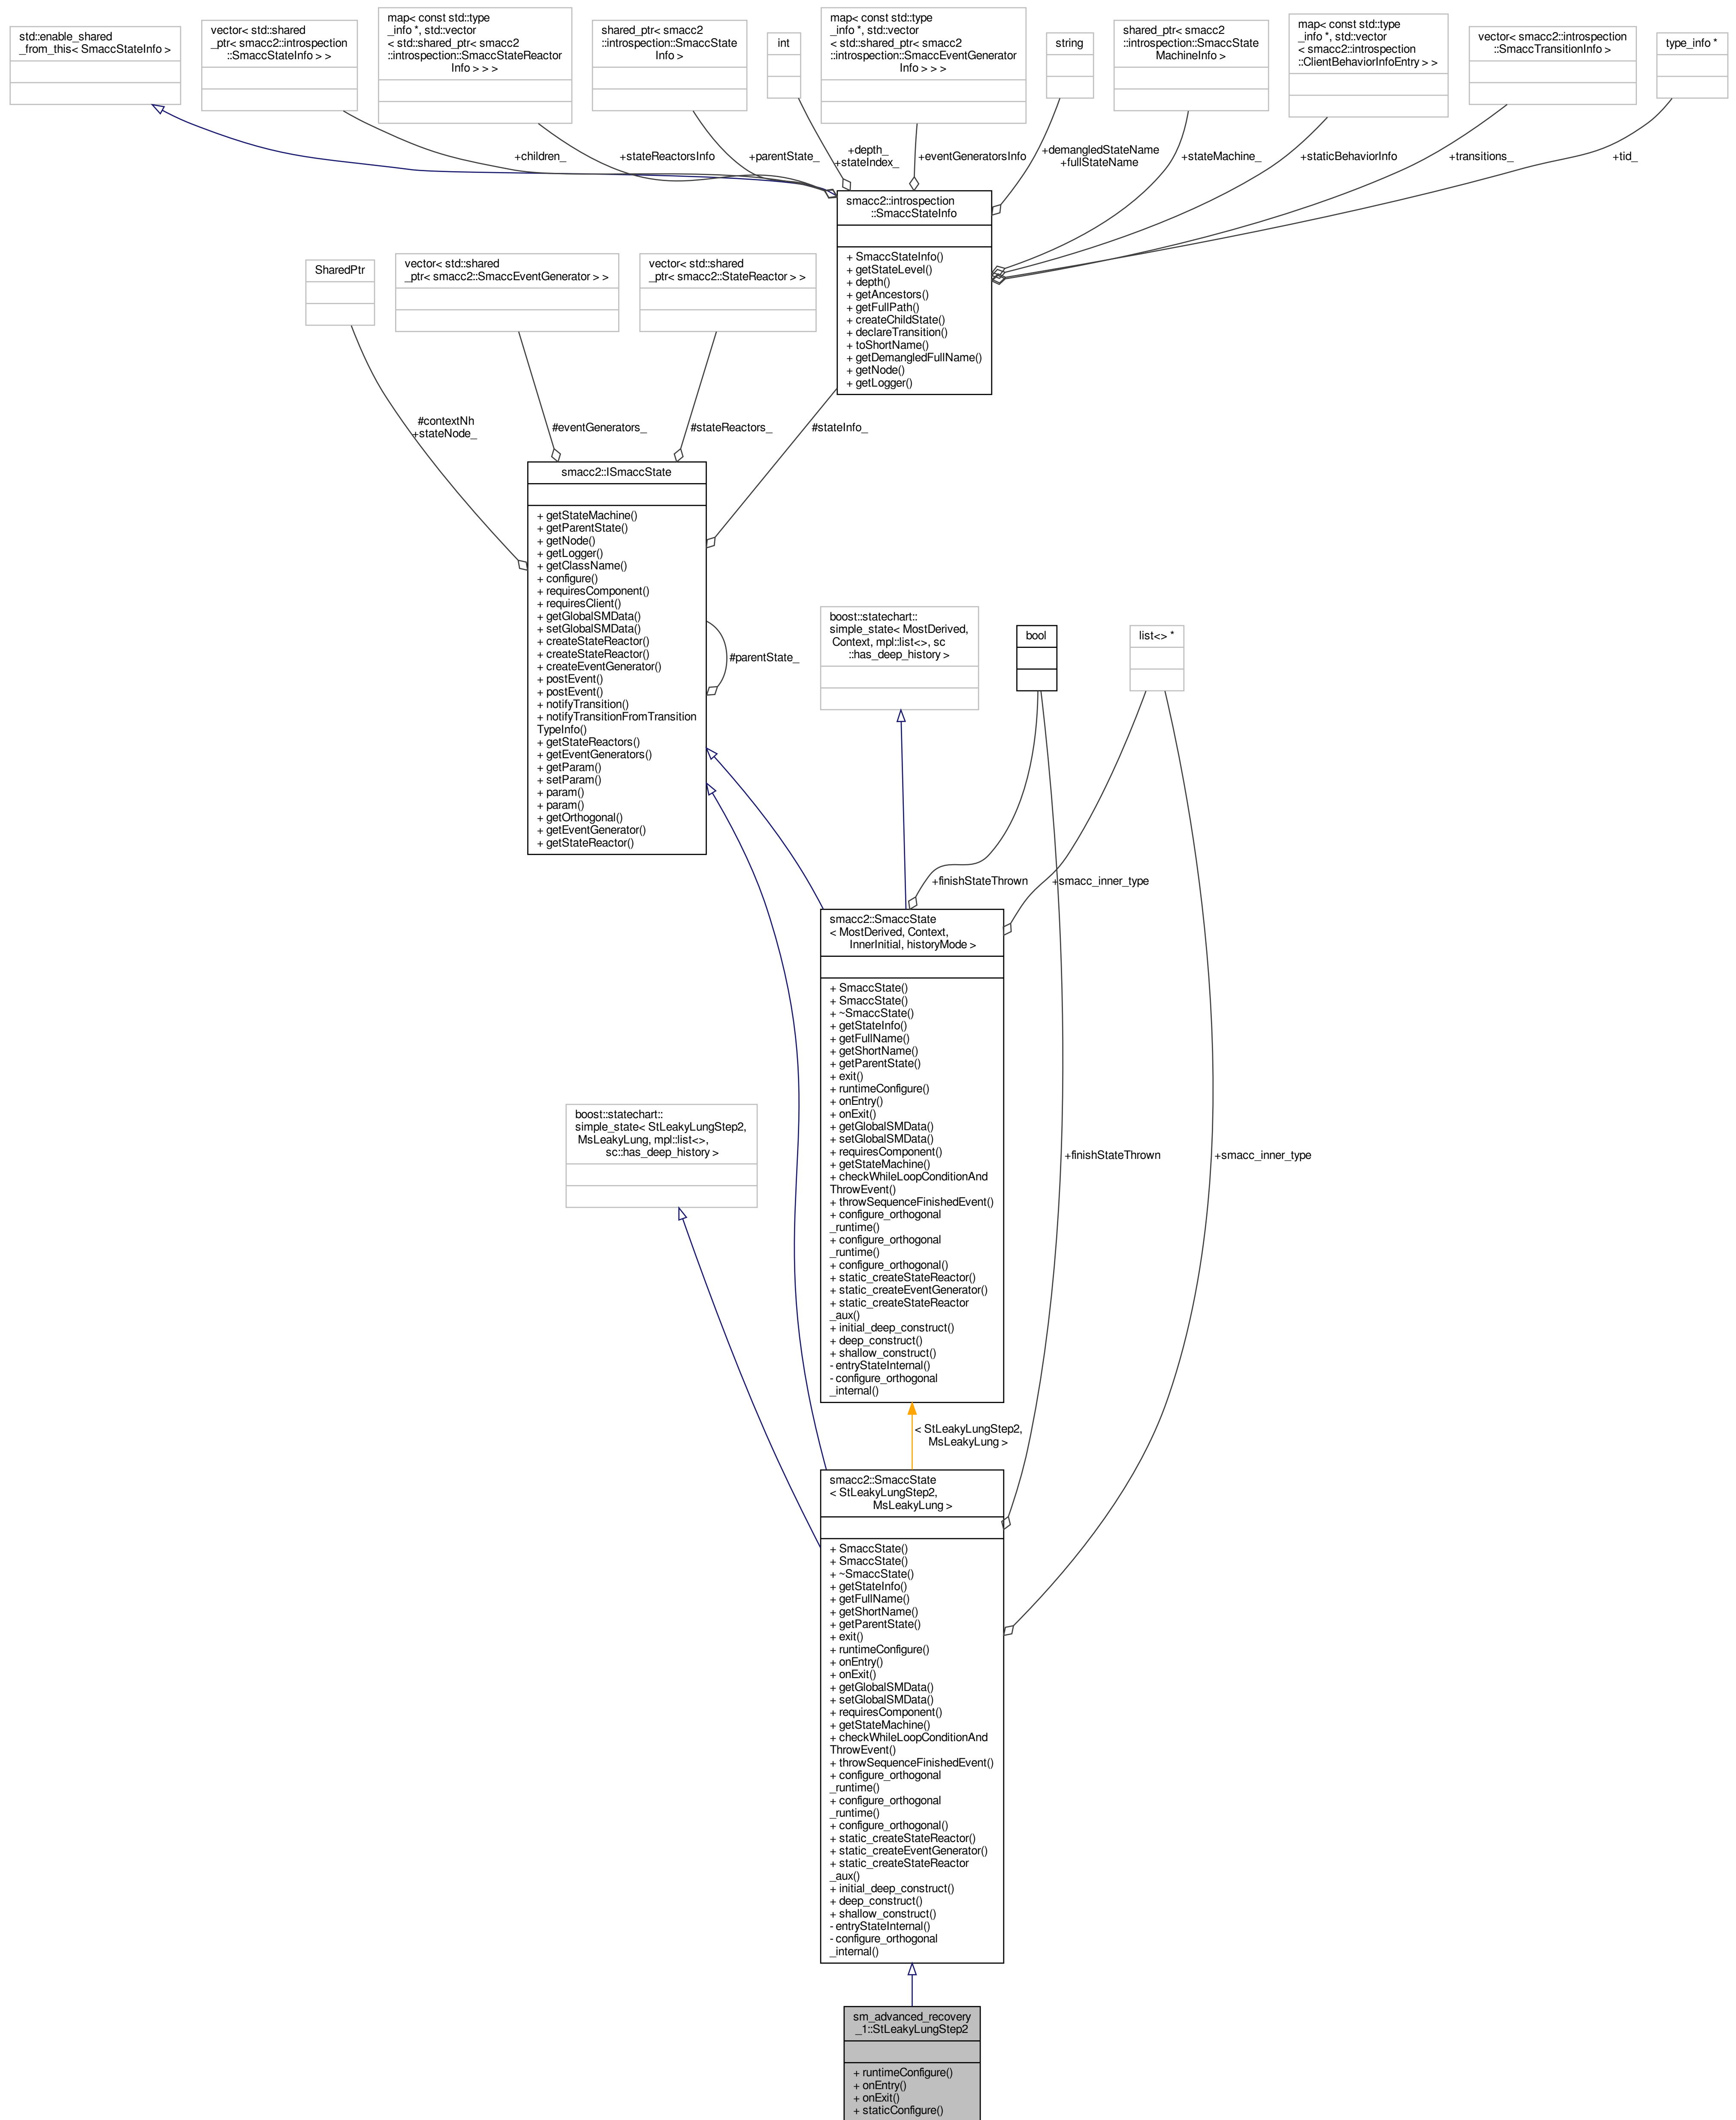 std::enable_shared
_from_this< SmaccStateInfo >
vector< std::shared
_ptr< smacc2::introspection
::SmaccStateInfo > >
map< const std::type
_info *, std::vector
< std::shared_ptr< smacc2
::introspection::SmaccStateReactor
Info > > >
shared_ptr< smacc2
::introspection::SmaccState
Info >
int
map< const std::type
_info *, std::vector
< std::shared_ptr< smacc2
::introspection::SmaccEventGenerator
Info > > >
string
shared_ptr< smacc2
::introspection::SmaccState
MachineInfo >
map< const std::type
_info *, std::vector
< smacc2::introspection
::ClientBehaviorInfoEntry > >
vector< smacc2::introspection
::SmaccTransitionInfo >
type_info *
+children_
+stateReactorsInfo
+parentState_
+depth_
+stateIndex_
+eventGeneratorsInfo
+demangledStateName
+fullStateName
+stateMachine_
+staticBehaviorInfo
+transitions_
+tid_
smacc2::introspection
::SmaccStateInfo
+ SmaccStateInfo()
+ getStateLevel()
+ depth()
+ getAncestors()
+ getFullPath()
+ createChildState()
+ declareTransition()
+ toShortName()
+ getDemangledFullName()
+ getNode()
+ getLogger()
SharedPtr
vector< std::shared
_ptr< smacc2::SmaccEventGenerator > >
vector< std::shared
_ptr< smacc2::StateReactor > >
#contextNh
+stateNode_
#eventGenerators_
#stateReactors_
#stateInfo_
smacc2::ISmaccState
+ getStateMachine()
+ getParentState()
+ getNode()
+ getLogger()
+ getClassName()
+ configure()
+ requiresComponent()
+ requiresClient()
+ getGlobalSMData()
+ setGlobalSMData()
+ createStateReactor()
+ createStateReactor()
+ createEventGenerator()
+ postEvent()
+ postEvent()
+ notifyTransition()
+ notifyTransitionFromTransition
TypeInfo()
+ getStateReactors()
+ getEventGenerators()
+ getParam()
+ setParam()
+ param()
+ param()
+ getOrthogonal()
+ getEventGenerator()
+ getStateReactor()
#parentState_
boost::statechart::
simple_state< MostDerived,
Context, mpl::list<>, sc
::has_deep_history >
bool
list<> *
+finishStateThrown
+smacc_inner_type
smacc2::SmaccState
< MostDerived, Context,
InnerInitial, historyMode >
+ SmaccState()
+ SmaccState()
+ ~SmaccState()
+ getStateInfo()
+ getFullName()
+ getShortName()
+ getParentState()
+ exit()
+ runtimeConfigure()
+ onEntry()
+ onExit()
+ getGlobalSMData()
+ setGlobalSMData()
+ requiresComponent()
+ getStateMachine()
+ checkWhileLoopConditionAnd
ThrowEvent()
+ throwSequenceFinishedEvent()
+ configure_orthogonal
_runtime()
+ configure_orthogonal
_runtime()
+ configure_orthogonal()
+ static_createStateReactor()
+ static_createEventGenerator()
+ static_createStateReactor
_aux()
+ initial_deep_construct()
+ deep_construct()
+ shallow_construct()
- entryStateInternal()
- configure_orthogonal
_internal()
boost::statechart::
simple_state< StLeakyLungStep2,
MsLeakyLung, mpl::list<>,
sc::has_deep_history >
+finishStateThrown
+smacc_inner_type
< StLeakyLungStep2,
MsLeakyLung >
smacc2::SmaccState
< StLeakyLungStep2,
MsLeakyLung >
+ SmaccState()
+ SmaccState()
+ ~SmaccState()
+ getStateInfo()
+ getFullName()
+ getShortName()
+ getParentState()
+ exit()
+ runtimeConfigure()
+ onEntry()
+ onExit()
+ getGlobalSMData()
+ setGlobalSMData()
+ requiresComponent()
+ getStateMachine()
+ checkWhileLoopConditionAnd
ThrowEvent()
+ throwSequenceFinishedEvent()
+ configure_orthogonal
_runtime()
+ configure_orthogonal
_runtime()
+ configure_orthogonal()
+ static_createStateReactor()
+ static_createEventGenerator()
+ static_createStateReactor
_aux()
+ initial_deep_construct()
+ deep_construct()
+ shallow_construct()
- entryStateInternal()
- configure_orthogonal
_internal()
sm_advanced_recovery
_1::StLeakyLungStep2
+ runtimeConfigure()
+ onEntry()
+ onExit()
+ staticConfigure()